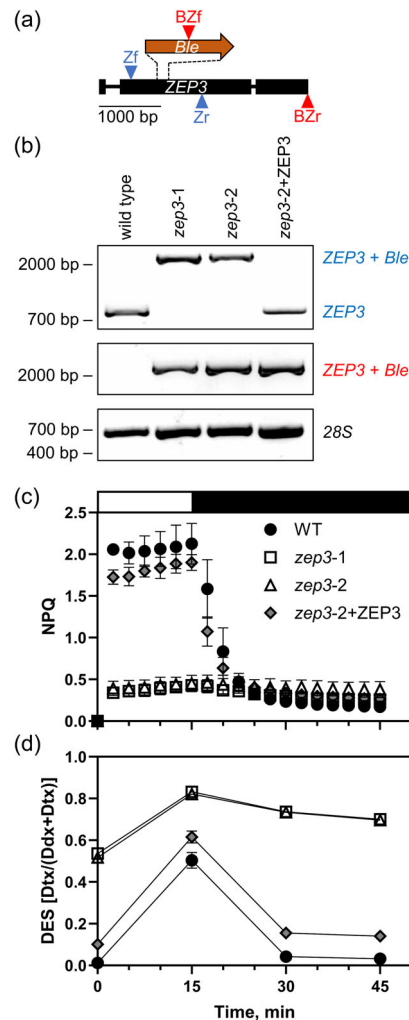 (a)
BZf
Ble
Zf
ZEP3
1000 bp
Zr
BZr
(b)
wild type
zep3-1
zep3-2
zep3-2+ZEP3
2000 bp
ZEP3 + Ble
700 bp
ZEP3
2000 bp
ZEP3 + Ble
700 bp
28S
400 bp
(c)
2.5
2.0
1.5
1.0
0.5
0.0
NPQ
WT
zep3-1
zep3-2
zep3-2+ZEP3
(d)
1.0
0.8
0.6
0.4
0.2
0.0
DES [Dtx/(Ddx+Dtx)]
0 15 30 45
Time, min